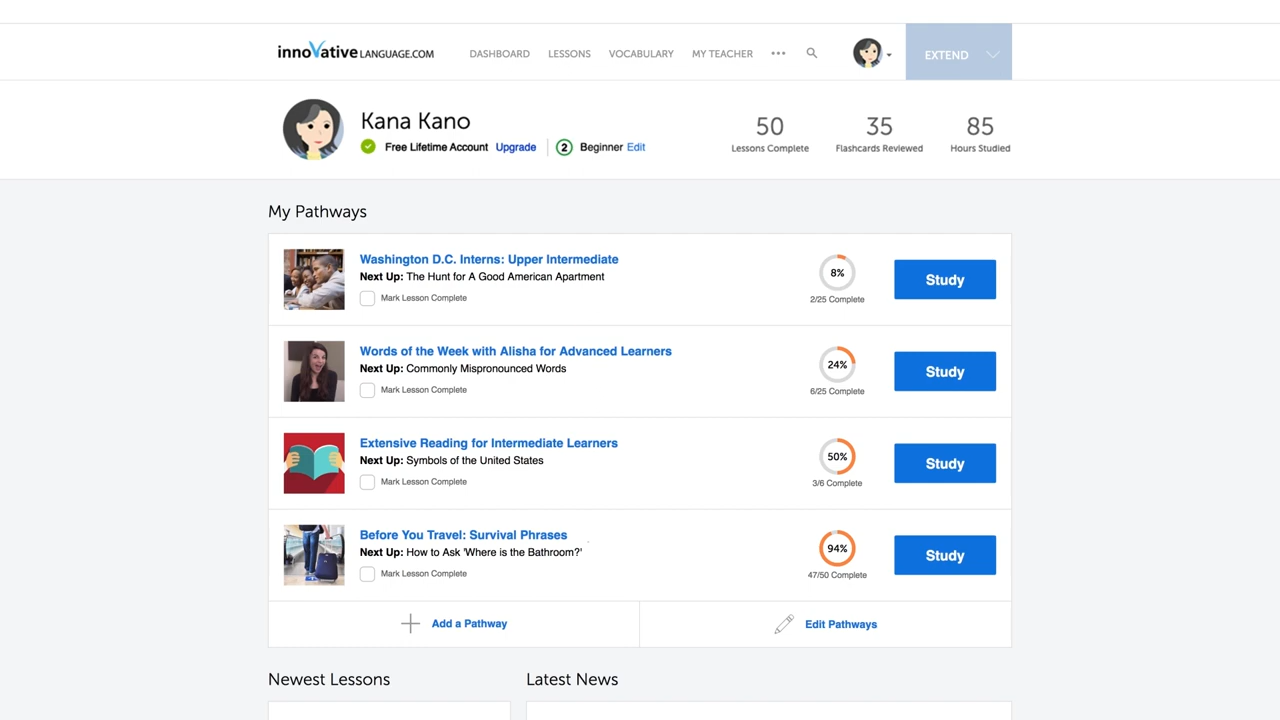 innoVative LANGUAGE.COM DASHBOARD LESSONS VOCABULARY MY TEACHER EXTEND
Kana Kano
Free Lifetime Account Upgrade 2 Beginner Edit
50 35 85
Lessons Complete Flashcards Reviewed Hours Studied
My Pathways
Washington D.C. Interns: Upper Intermediate
Next Up: The Hunt for A Good American Apartment
Mark Lesson Complete
8%
2/25 Complete
Study
Words of the Week with Alisha for Advanced Learners
Next Up: Commonly Mispronounced Words
Mark Lesson Complete
24%
6/25 Complete
Study
Extensive Reading for Intermediate Learners
Next Up: Symbols of the United States
Mark Lesson Complete
50%
3/6 Complete
Study
Before You Travel: Survival Phrases
Next Up: How to Ask 'Where is the Bathroom?'
Mark Lesson Complete
94%
47/50 Complete
Study
Add a Pathway Edit Pathways
Newest Lessons Latest News